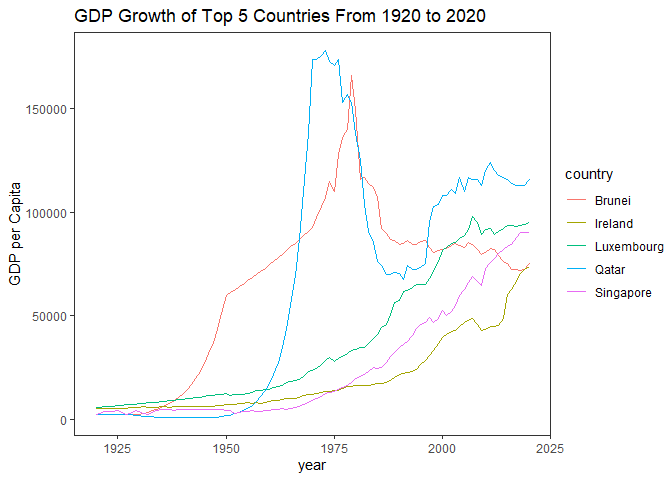 GDP Growth of Top 5 Countries From 1920 to 2020
GDP per Capita
150000
100000
50000
0
1925
1950
1975
2000
2025
year
country
Brunei
Ireland
Luxembourg
Qatar
Singapore